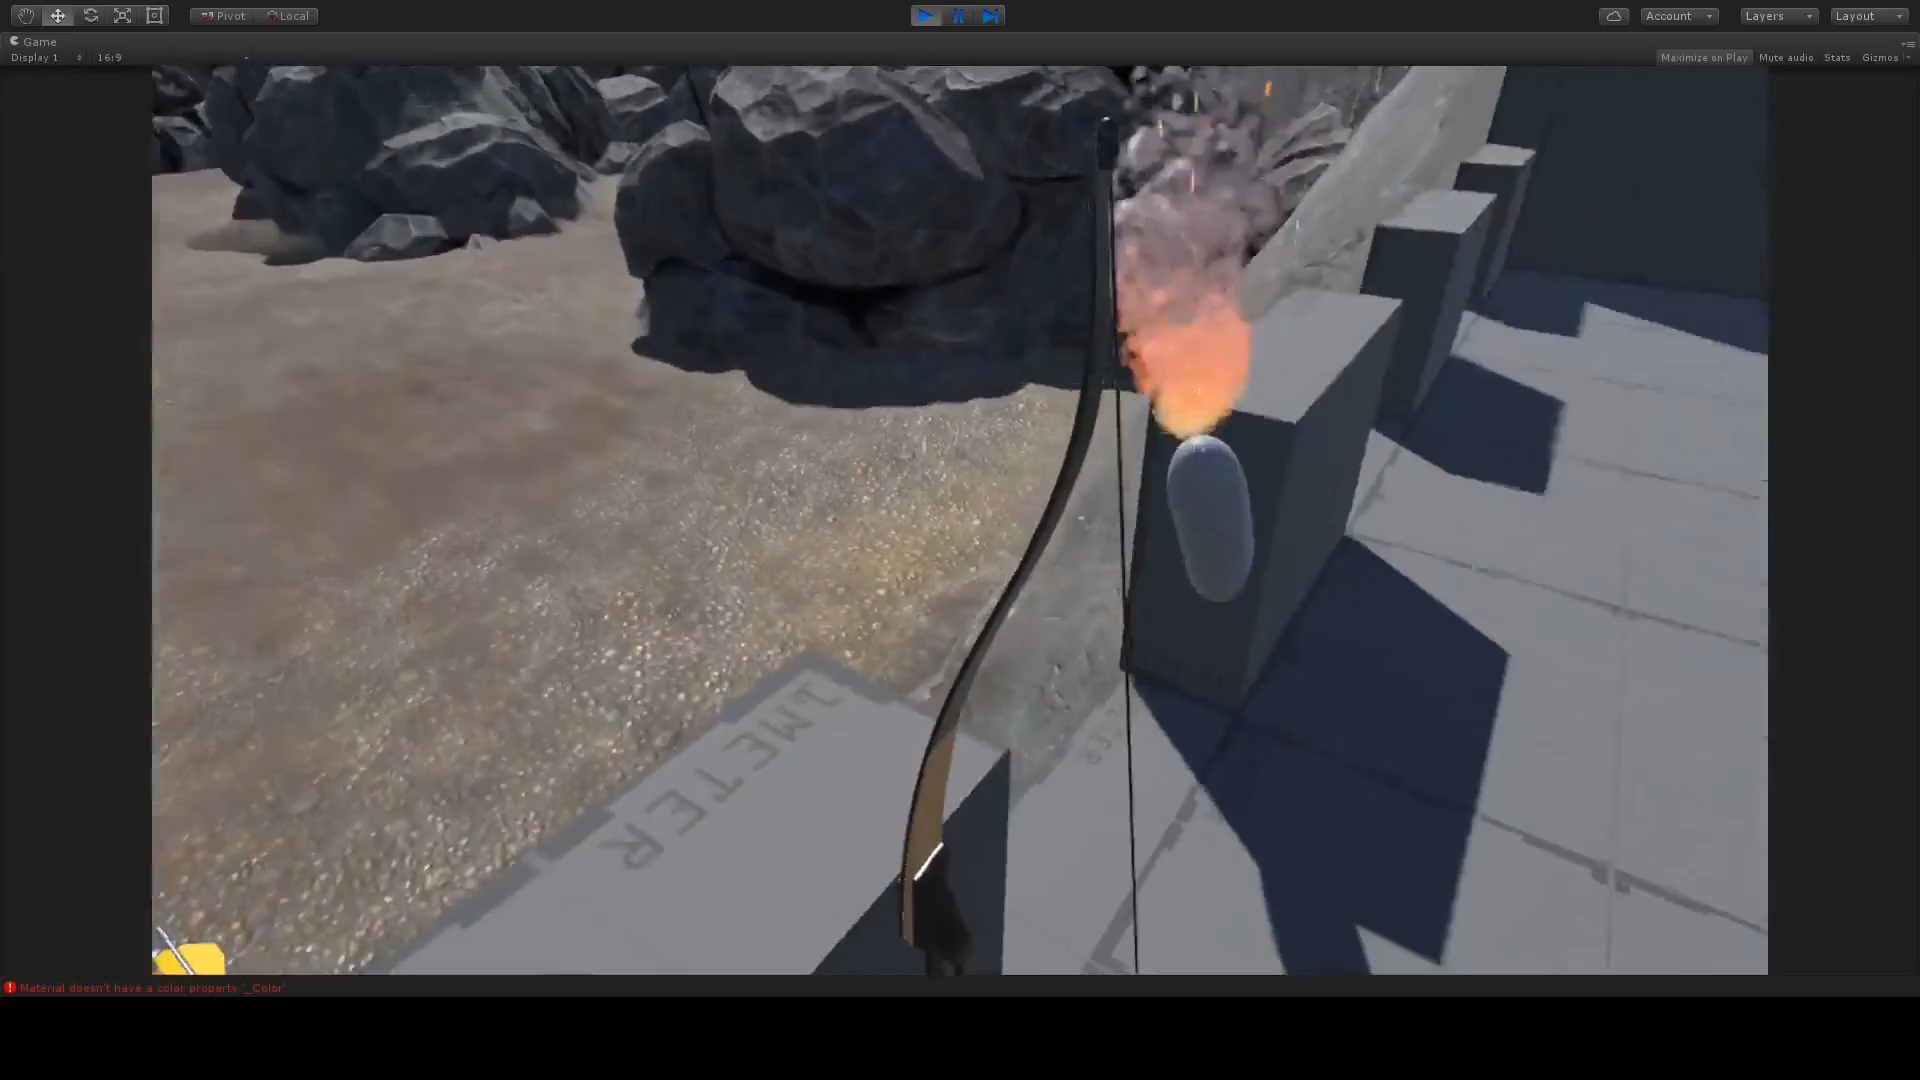 Pivot Local Account Layers Layout
Game
Display 1 16:9 Maximize on Play Mute audio Stats Gizmos
1METER
Material doesn't have a color property '_Color'